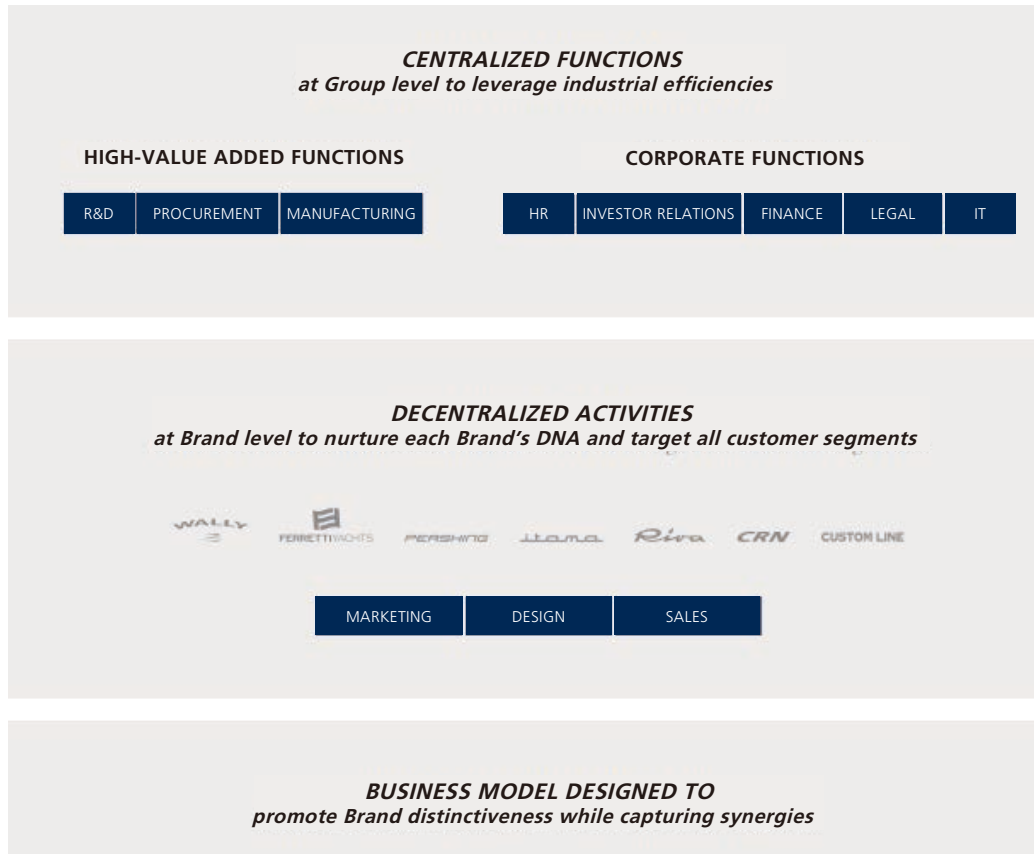 CENTRALIZED FUNCTIONS
at Group level to leverage industrial efficiencies
HIGH-VALUE ADDED FUNCTIONS
CORPORATE FUNCTIONS
R&D PROCUREMENT MANUFACTURING
HR INVESTOR RELATIONS FINANCE LEGAL IT
DECENTRALIZED ACTIVITIES
at Brand level to nurture each Brand’s DNA and target all customer segments
WALLY FERRETTIYACHTS PERSHING itama Riva CRN CUSTOM LINE
MARKETING DESIGN SALES
BUSINESS MODEL DESIGNED TO
promote Brand distinctiveness while capturing synergies